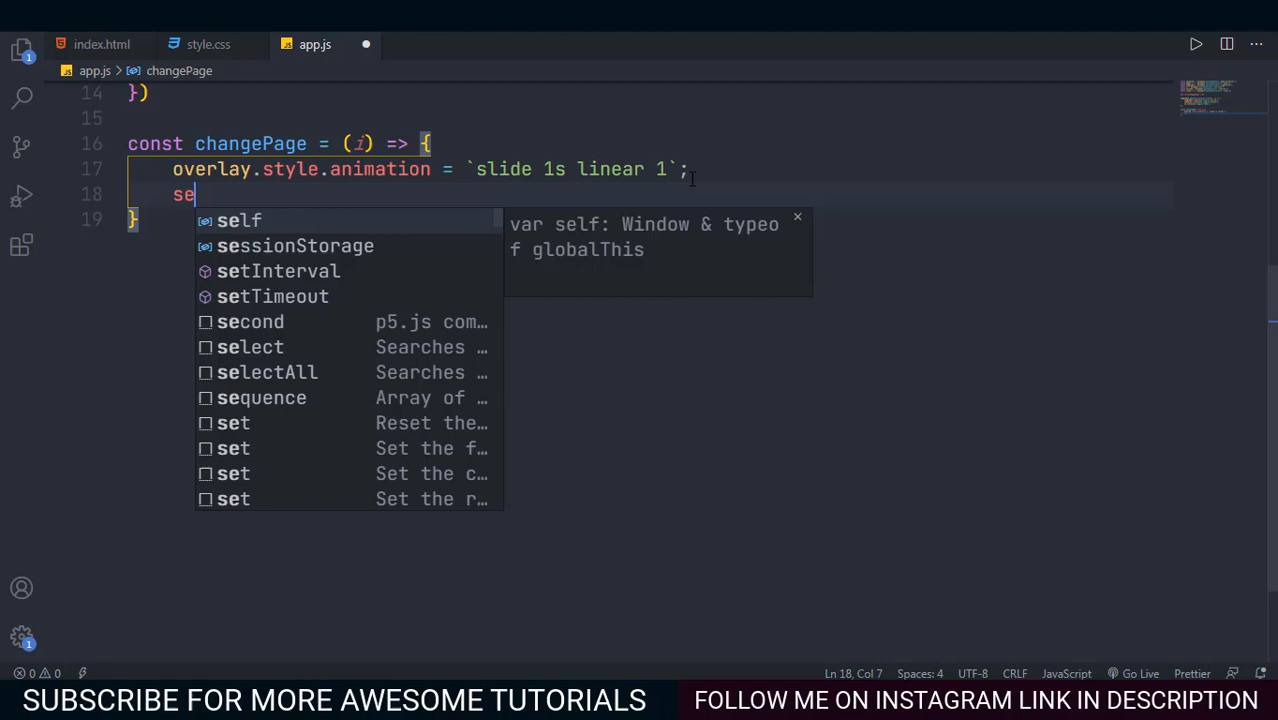 index.html
style.css
app.js
app.js > changePage
14 })
15
16 const changePage = (i) => {
17 overlay.style.animation = `slide 1s linear 1`;
18 se
19 }
self
sessionStorage
setInterval
setTimeout
second p5.js com…
select Searches …
selectAll Searches …
sequence Array of …
set Reset the…
set Set the f…
set Set the c…
set Set the r…
var self: Window & typeo
f globalThis
1
1
0 0
Ln 18, Col 7 Spaces: 4 UTF-8 CRLF JavaScript Go Live Prettier
SUBSCRIBE FOR MORE AWESOME TUTORIALS
FOLLOW ME ON INSTAGRAM LINK IN DESCRIPTION